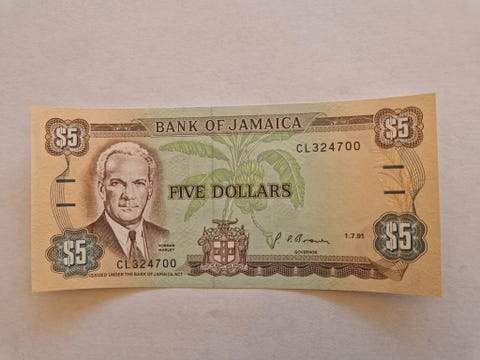 BANK OF JAMAICA
$5
$5
CL324700
FIVE DOLLARS
NORMAN
MANLEY
1.7.91
GOVERNOR
$5
$5
CL324700
ISSUED UNDER THE BANK OF JAMAICA ACT